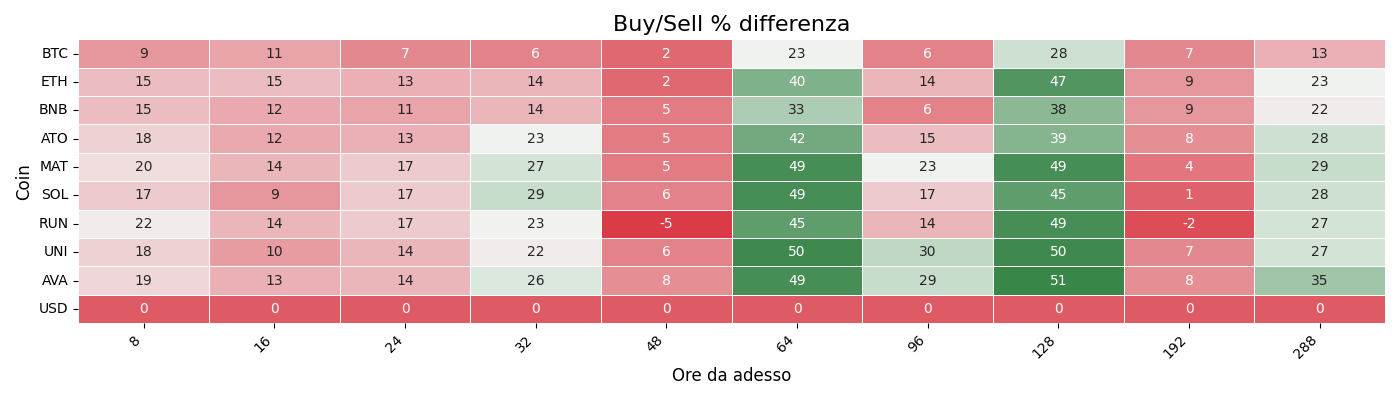 Buy/Sell % differenza
Coin
BTC 9 11 7 6 2 23 6 28 7 13
ETH 15 15 13 14 2 40 14 47 9 23
BNB 15 12 11 14 5 33 6 38 9 22
ATO 18 12 13 23 5 42 15 39 8 28
MAT 20 14 17 27 5 49 23 49 4 29
SOL 17 9 17 29 6 49 17 45 1 28
RUN 22 14 17 23 -5 45 14 49 -2 27
UNI 18 10 14 22 6 50 30 50 7 27
AVA 19 13 14 26 8 49 29 51 8 35
USD 0 0 0 0 0 0 0 0 0 0
8 16 24 32 48 64 96 128 192 288
Ore da adesso